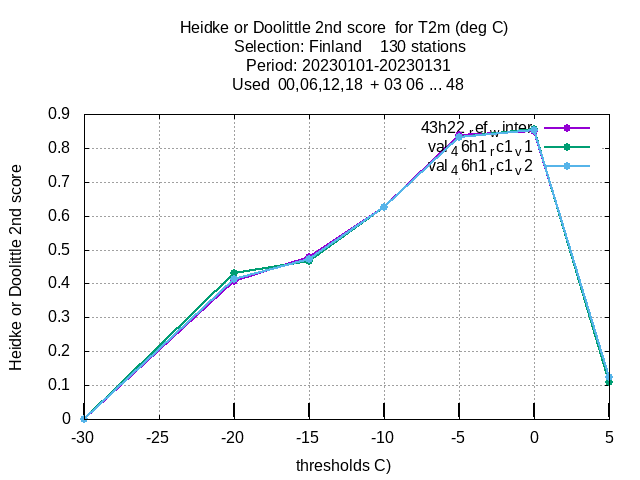 Heidke or Doolittle 2nd score  for T2m (deg C)
Selection: Finland    130 stations
Period: 20230101-20230131
Used  00,06,12,18  + 03 06 ... 48
Heidke or Doolittle 2nd score
0.9
0.8
0.7
0.6
0.5
0.4
0.3
0.2
0.1
0
43h22_ref_winter
val_46h1_rc1_v1
val_46h1_rc1_v2
-30 -25 -20 -15 -10 -5 0 5
thresholds C)